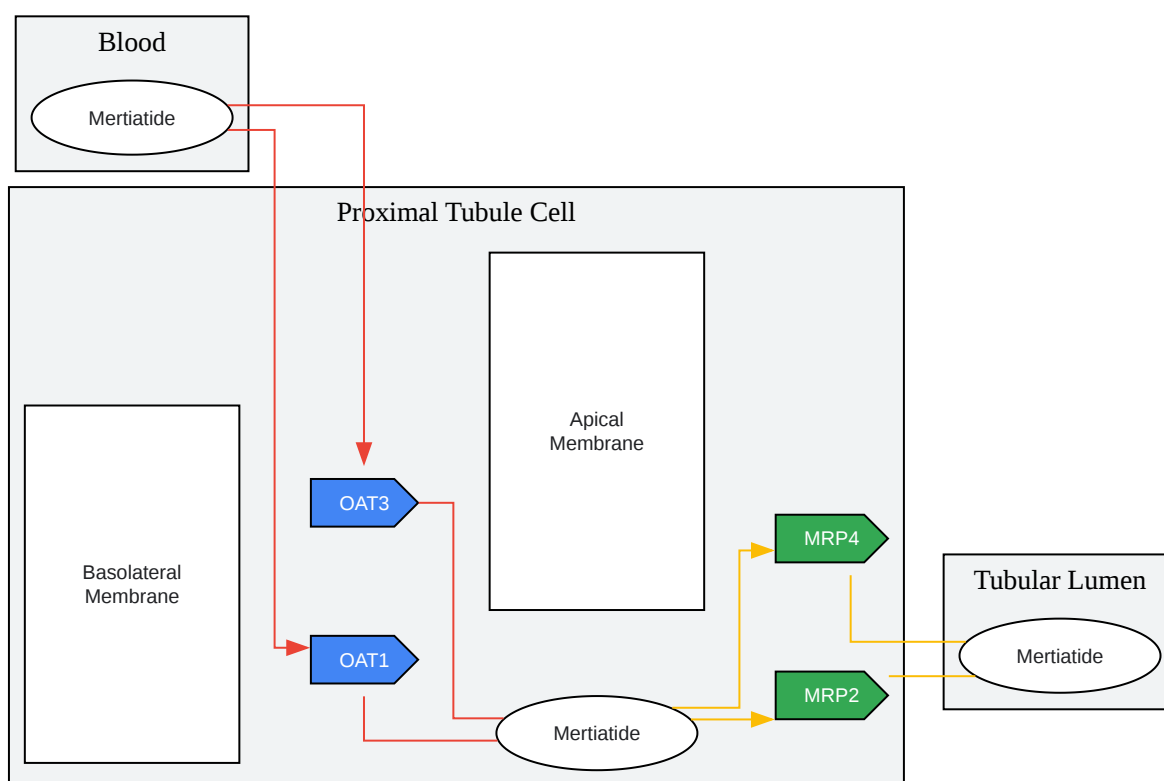 Blood
Mertiatide
Proximal Tubule Cell
Apical
Membrane
OAT3
MRP4
Basolateral
Membrane
Tubular Lumen
OAT1
Mertiatide
MRP2
Mertiatide